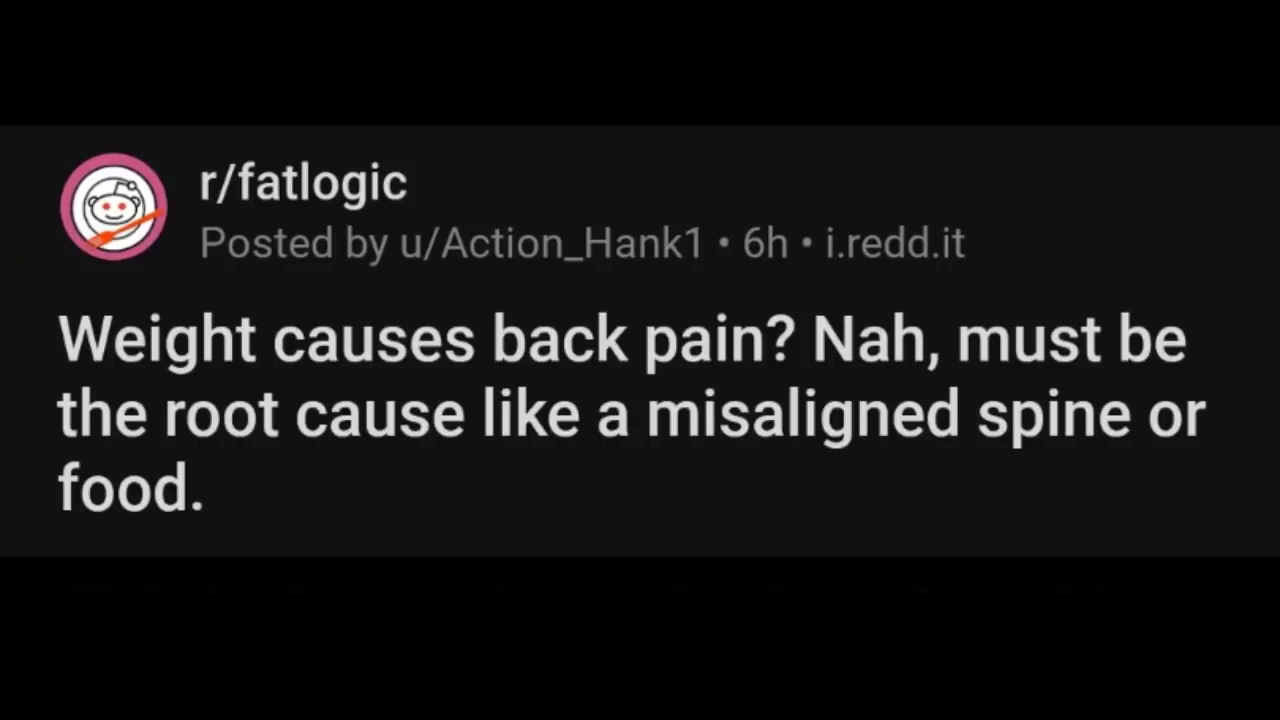 r/fatlogic
Posted by u/Action_Hank1 • 6h • i.redd.it
Weight causes back pain? Nah, must be
the root cause like a misaligned spine or
food.